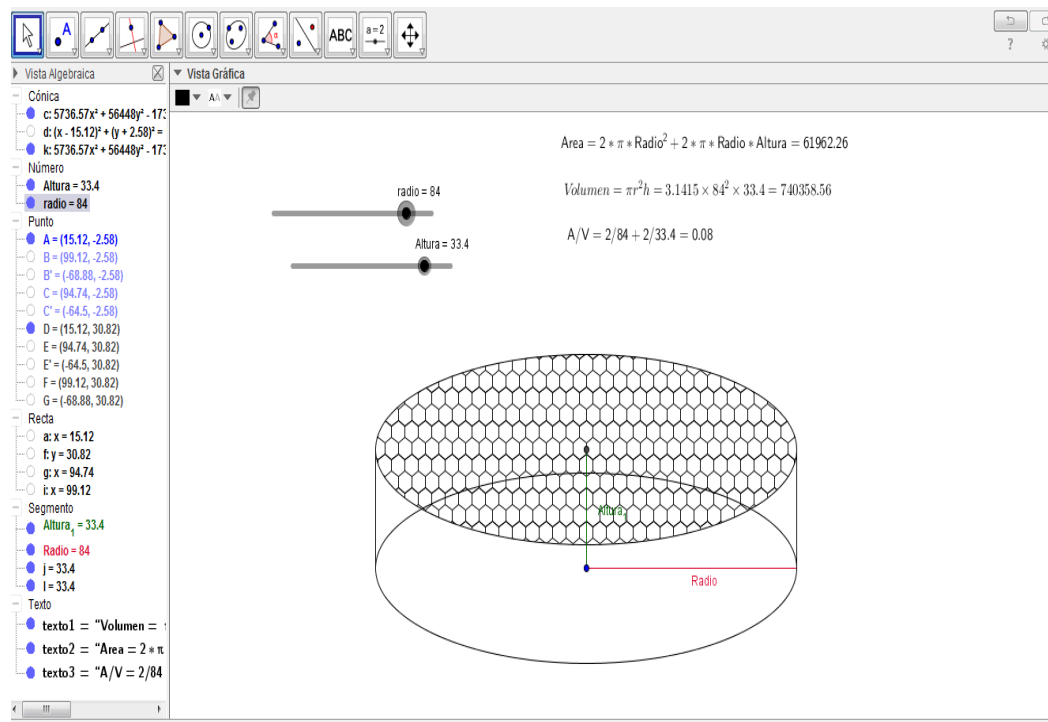 ABC
a = 2
?
Vista Algebraica
Vista Gráfica
Cónica
c: 5736.57x² + 56448y² - 173
d: (x - 15.12)² + (y + 2.58)² =
k: 5736.57x² + 56448y² - 173
Número
Altura = 33.4
radio = 84
Punto
A = (15.12, -2.58)
B = (99.12, -2.58)
B' = (-68.88, -2.58)
C = (94.74, -2.58)
C' = (-64.5, -2.58)
D = (15.12, 30.82)
E = (94.74, 30.82)
E' = (-64.5, 30.82)
F = (99.12, 30.82)
G = (-68.88, 30.82)
Recta
a: x = 15.12
f: y = 30.82
g: x = 94.74
i: x = 99.12
Segmento
Altura₁ = 33.4
Radio = 84
j = 33.4
l = 33.4
Texto
texto1 = “Volumen =
texto2 = “Area = 2 * π
texto3 = “A/V = 2/84
AA
Area = 2 * π * Radio² + 2 * π * Radio * Altura = 61962.26
radio = 84
Volumen = πr²h = 3.1415 × 84² × 33.4 = 740358.56
A/V = 2/84 + 2/33.4 = 0.08
Altura = 33.4
Altura₁
Radio